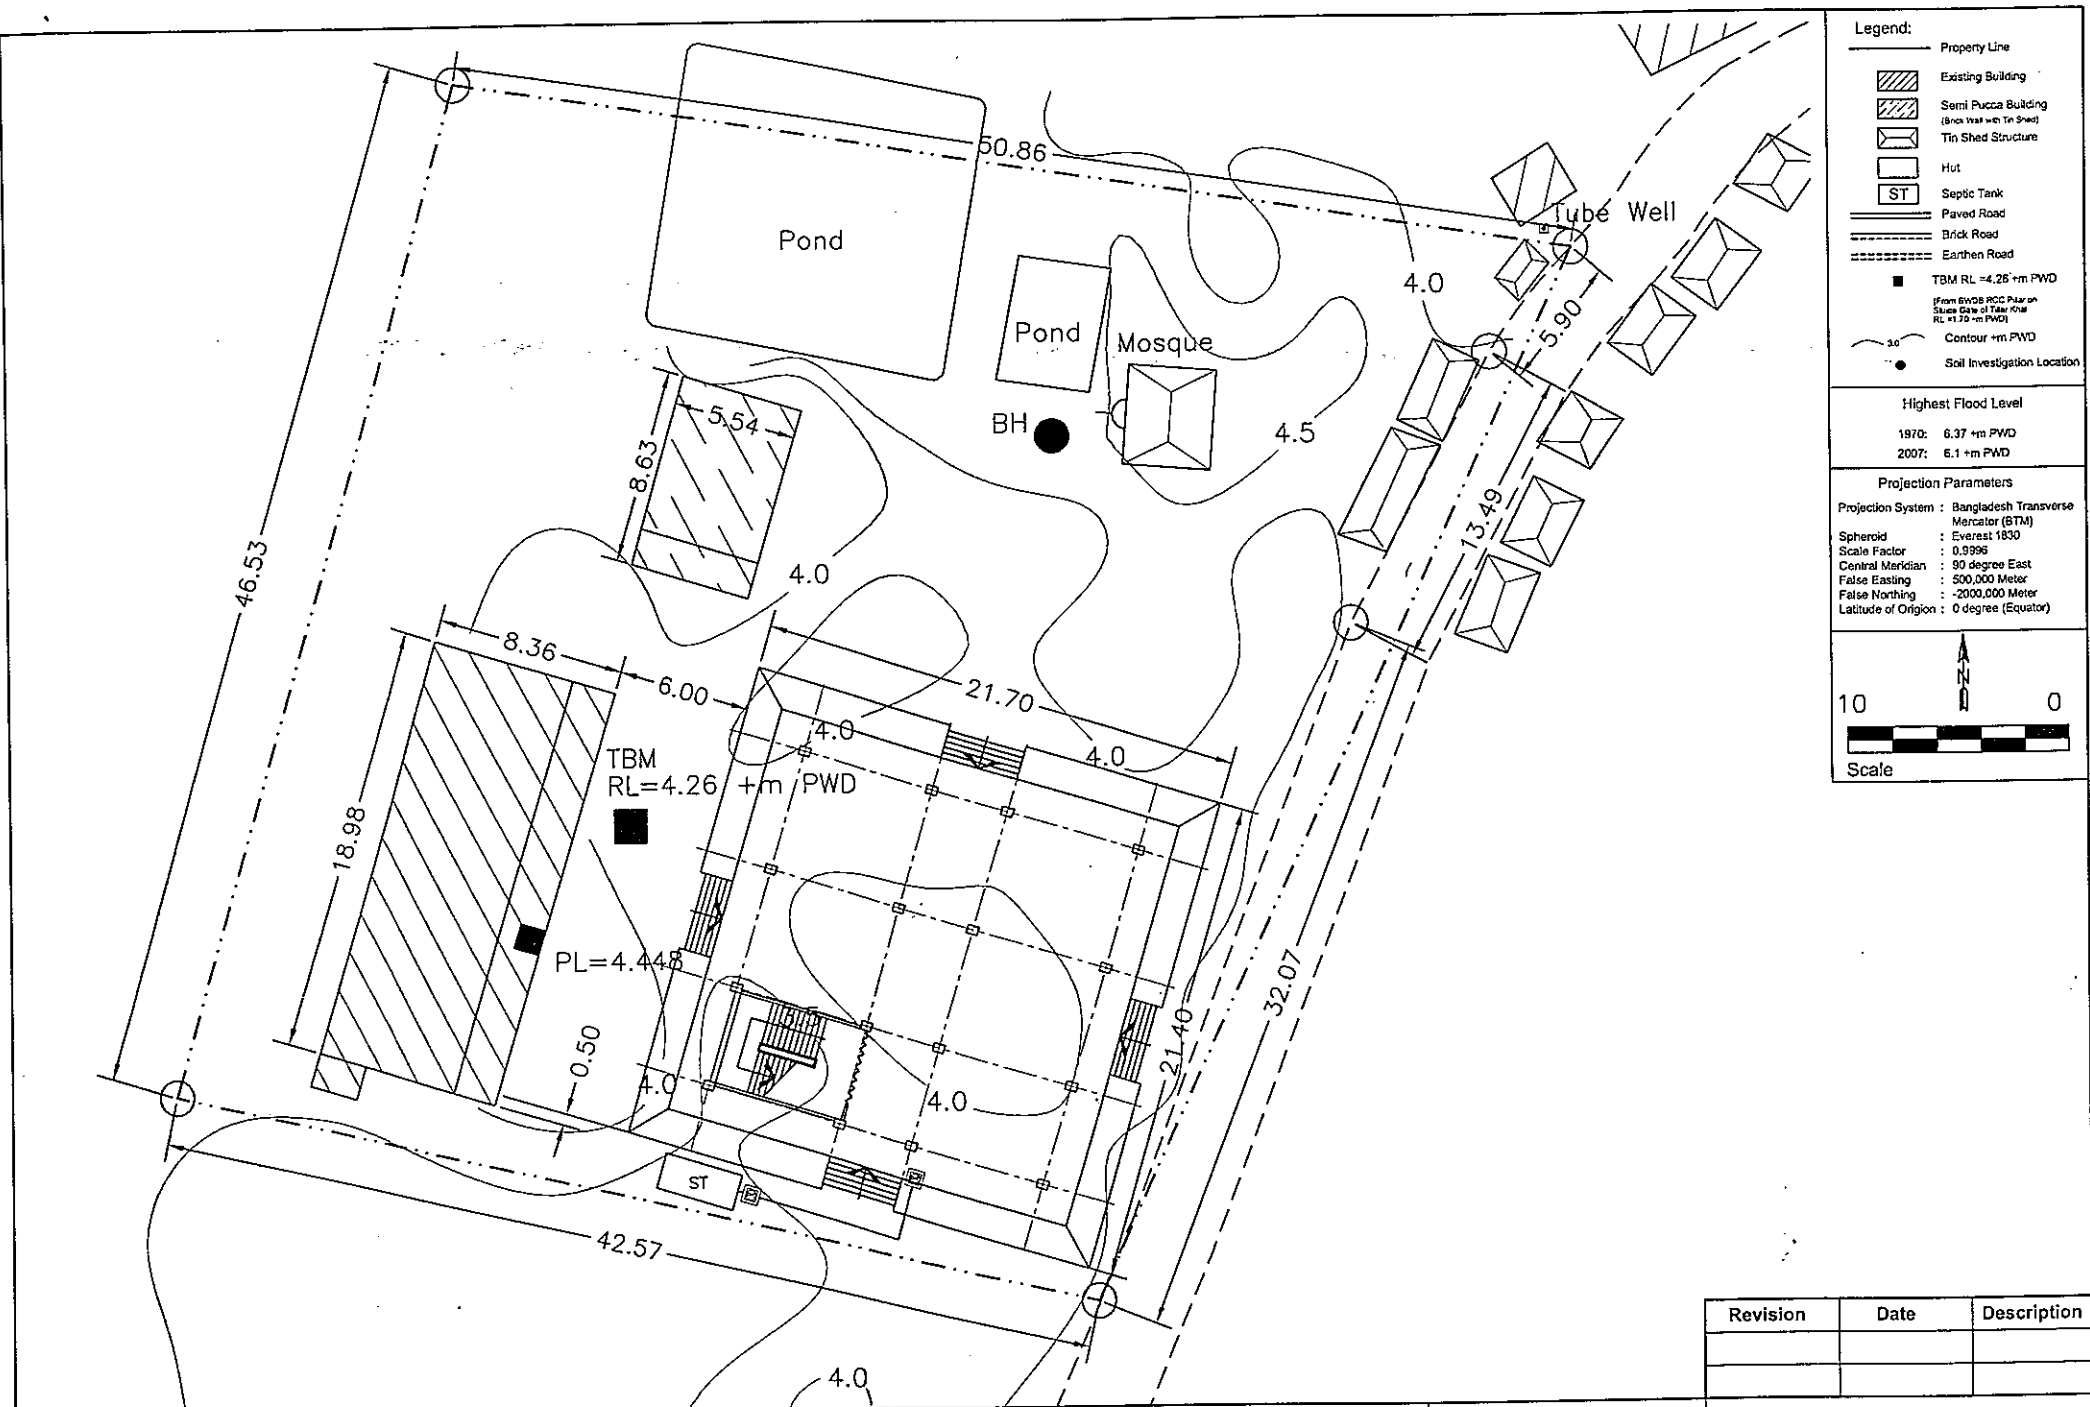 Legend:
Property Line
Existing Building
Semi Pucca Building
(Brick Wall with Tin Shed)
Tin Shed Structure
Hut
ST Septic Tank
Paved Road
Brick Road
Earthen Road
TBM RL =4.26 +m PWD
RL =1.70 +m PWD)
3.0 Contour +m PWD
Soil Investigation Location
Highest Flood Level
1970: 6.37 +m PWD
2007: 6.1 +m PWD
Projection Parameters
Projection System : Bangladesh Transverse
Mercator (BTM)
Spheroid : Everest 1830
Scale Factor : 0.9996
Central Meridian : 90 degree East
False Easting : 500,000 Meter
False Northing : -2000,000 Meter
Latitude of Origion : 0 degree (Equator)
N
10 0
Scale
50.86
Pond
Tube Well
4.0
5.90
Pond
Mosque
BH
4.5
5.54
8.63
13.49
46.53
4.0
8.36
6.00
21.70
4.0
4.0
TBM
RL=4.26 +m PWD
18.98
PL=4.448
32.07
21.40
0.50
4.0
4.0
ST
42.57
4.0
Revision Date Description